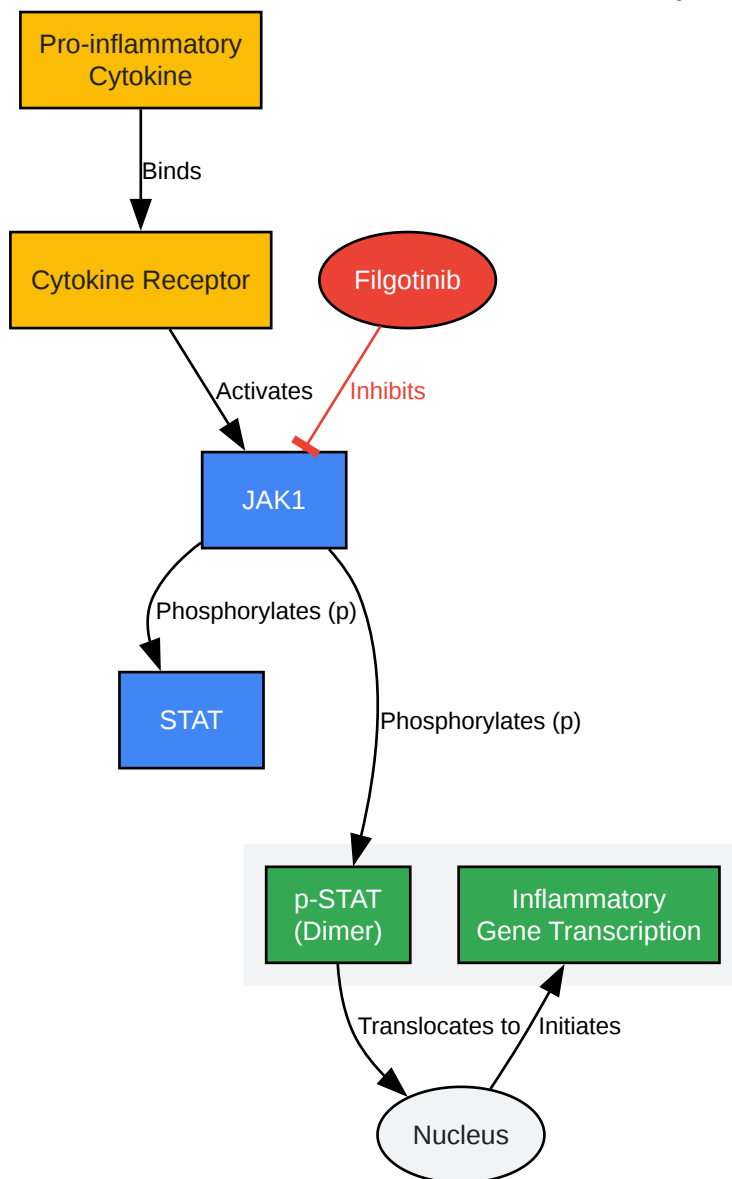 Pro-inflammatory
Cytokine
Binds
Cytokine Receptor
Filgotinib
Activates
Inhibits
JAK1
Phosphorylates (p)
STAT
Phosphorylates (p)
p-STAT
(Dimer)
Inflammatory
Gene Transcription
Translocates to
Initiates
Nucleus